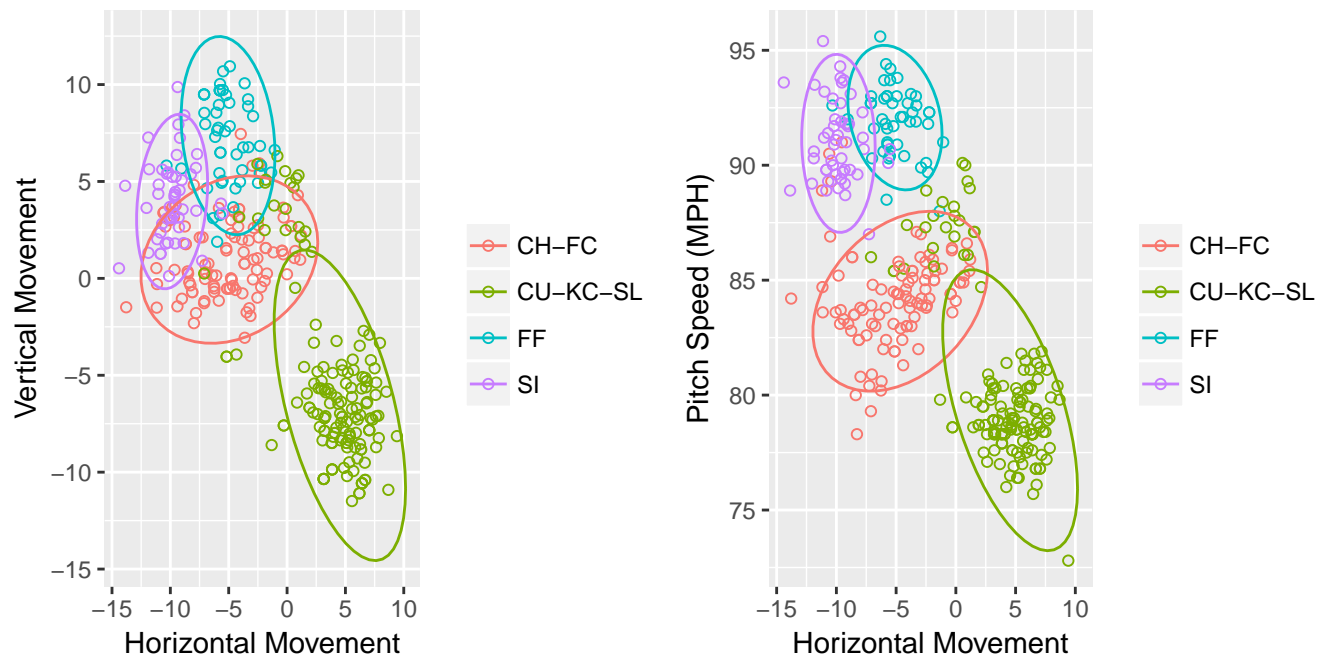 Vertical Movement
10
5
0
−5
−10
−15
−15 −10 −5 0 5 10
Horizontal Movement
CH−FC
CU−KC−SL
FF
SI
Pitch Speed (MPH)
95
90
85
80
75
−15 −10 −5 0 5 10
Horizontal Movement
CH−FC
CU−KC−SL
FF
SI